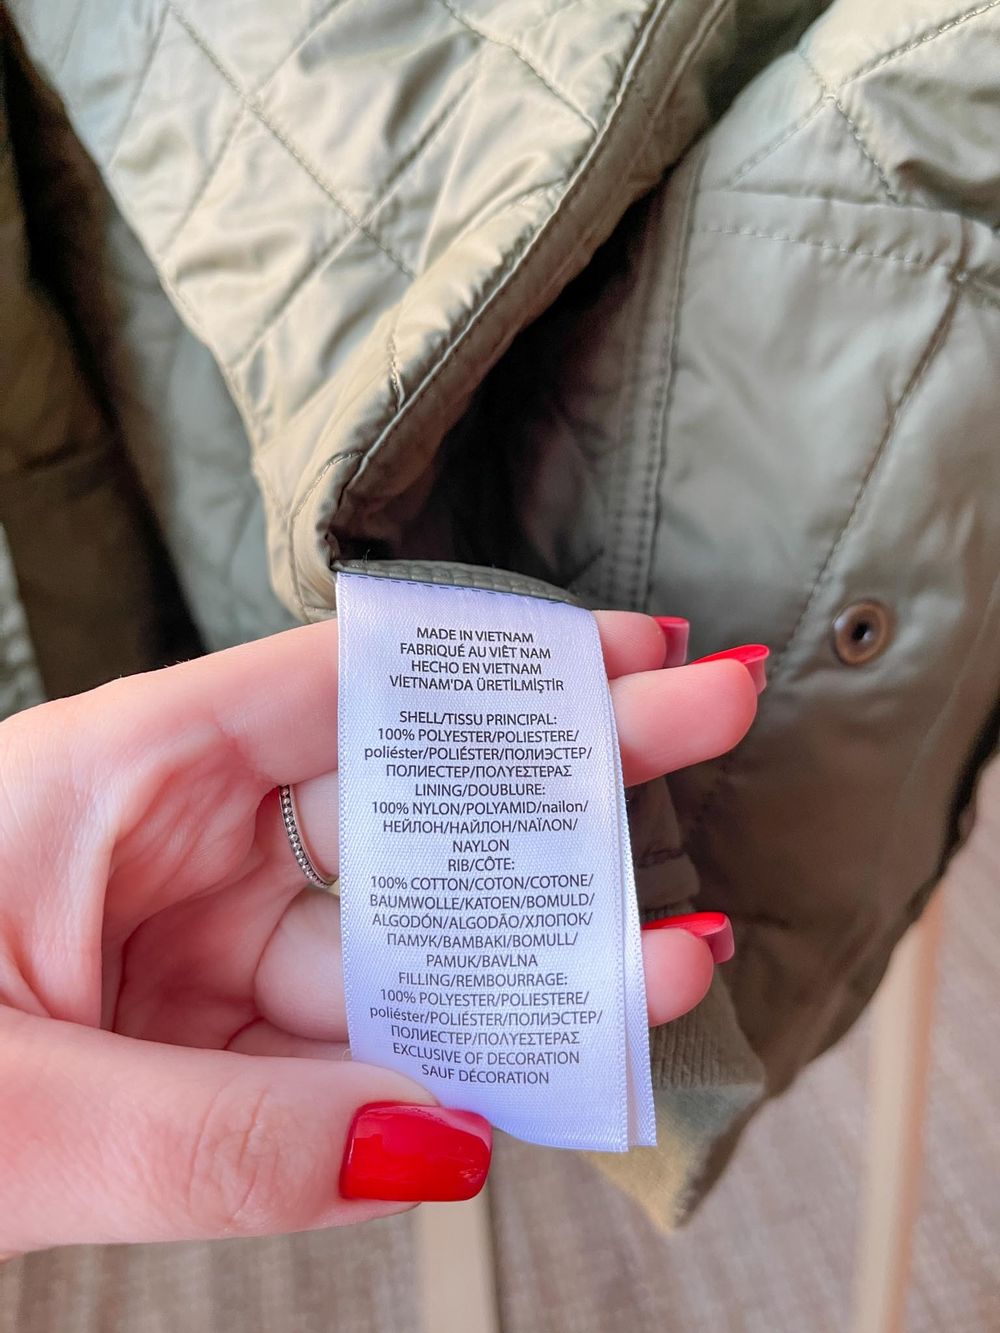 MADE IN VIETNAM
FABRIQUÉ AU VIÊT NAM
HECHO EN VIETNAM
VİETNAM'DA ÜRETİLMİŞTİR
SHELL/TISSU PRINCIPAL:
100% POLYESTER/POLIESTERE/
poliéster/POLIÉSTER/ПОЛИЭСТЕР/
ПОЛИЕСТЕР/ΠΟΛΥΕΣΤΕΡΑΣ
LINING/DOUBLURE:
100% NYLON/POLYAMID/nailon/
НЕЙЛОН/НАЙЛОН/ΝΑΪΛΟΝ/
NAYLON
RIB/CÔTE:
100% COTTON/COTON/COTONE/
BAUMWOLLE/KATOEN/BOMULD/
ALGODÓN/ALGODÃO/ХЛОПОК/
ПАМУК/ΒΑΜΒΑΚΙ/BOMULL/
PAMUK/BAVLNA
FILLING/REMBOURRAGE:
100% POLYESTER/POLIESTERE/
poliéster/POLIÉSTER/ПОЛИЭСТЕР/
ПОЛИЕСТЕР/ΠΟΛΥΕΣΤΕΡΑΣ
EXCLUSIVE OF DECORATION
SAUF DÉCORATION